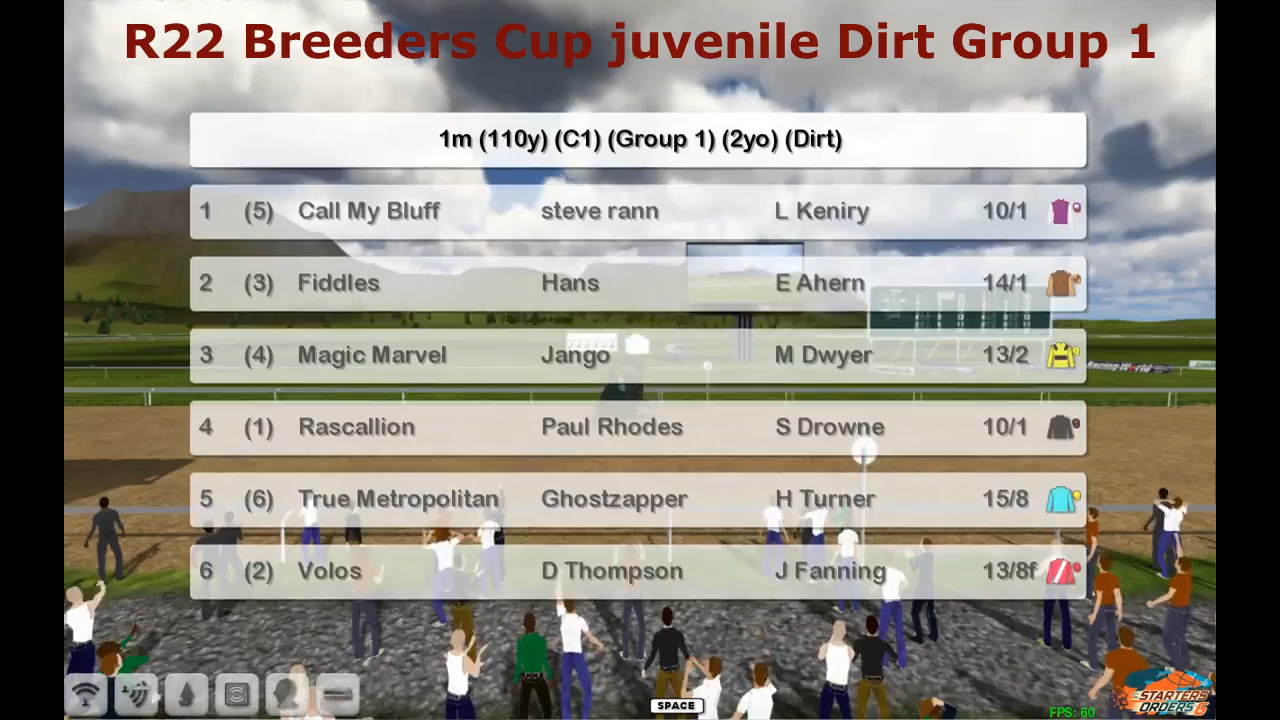 R22 Breeders Cup juvenile Dirt Group 1
1m (110y) (C1) (Group 1) (2yo) (Dirt)
1 (5) Call My Bluff steve rann L Keniry 10/1
2 (3) Fiddles Hans E Ahern 14/1
3 (4) Magic Marvel Jango M Dwyer 13/2
4 (1) Rascallion Paul Rhodes S Drowne 10/1
5 (6) True Metropolitan Ghostzapper H Turner 15/8
6 (2) Volos D Thompson J Fanning 13/8f
Racing World
SPACE
FPS: 60
STARTERS
ORDERS 6